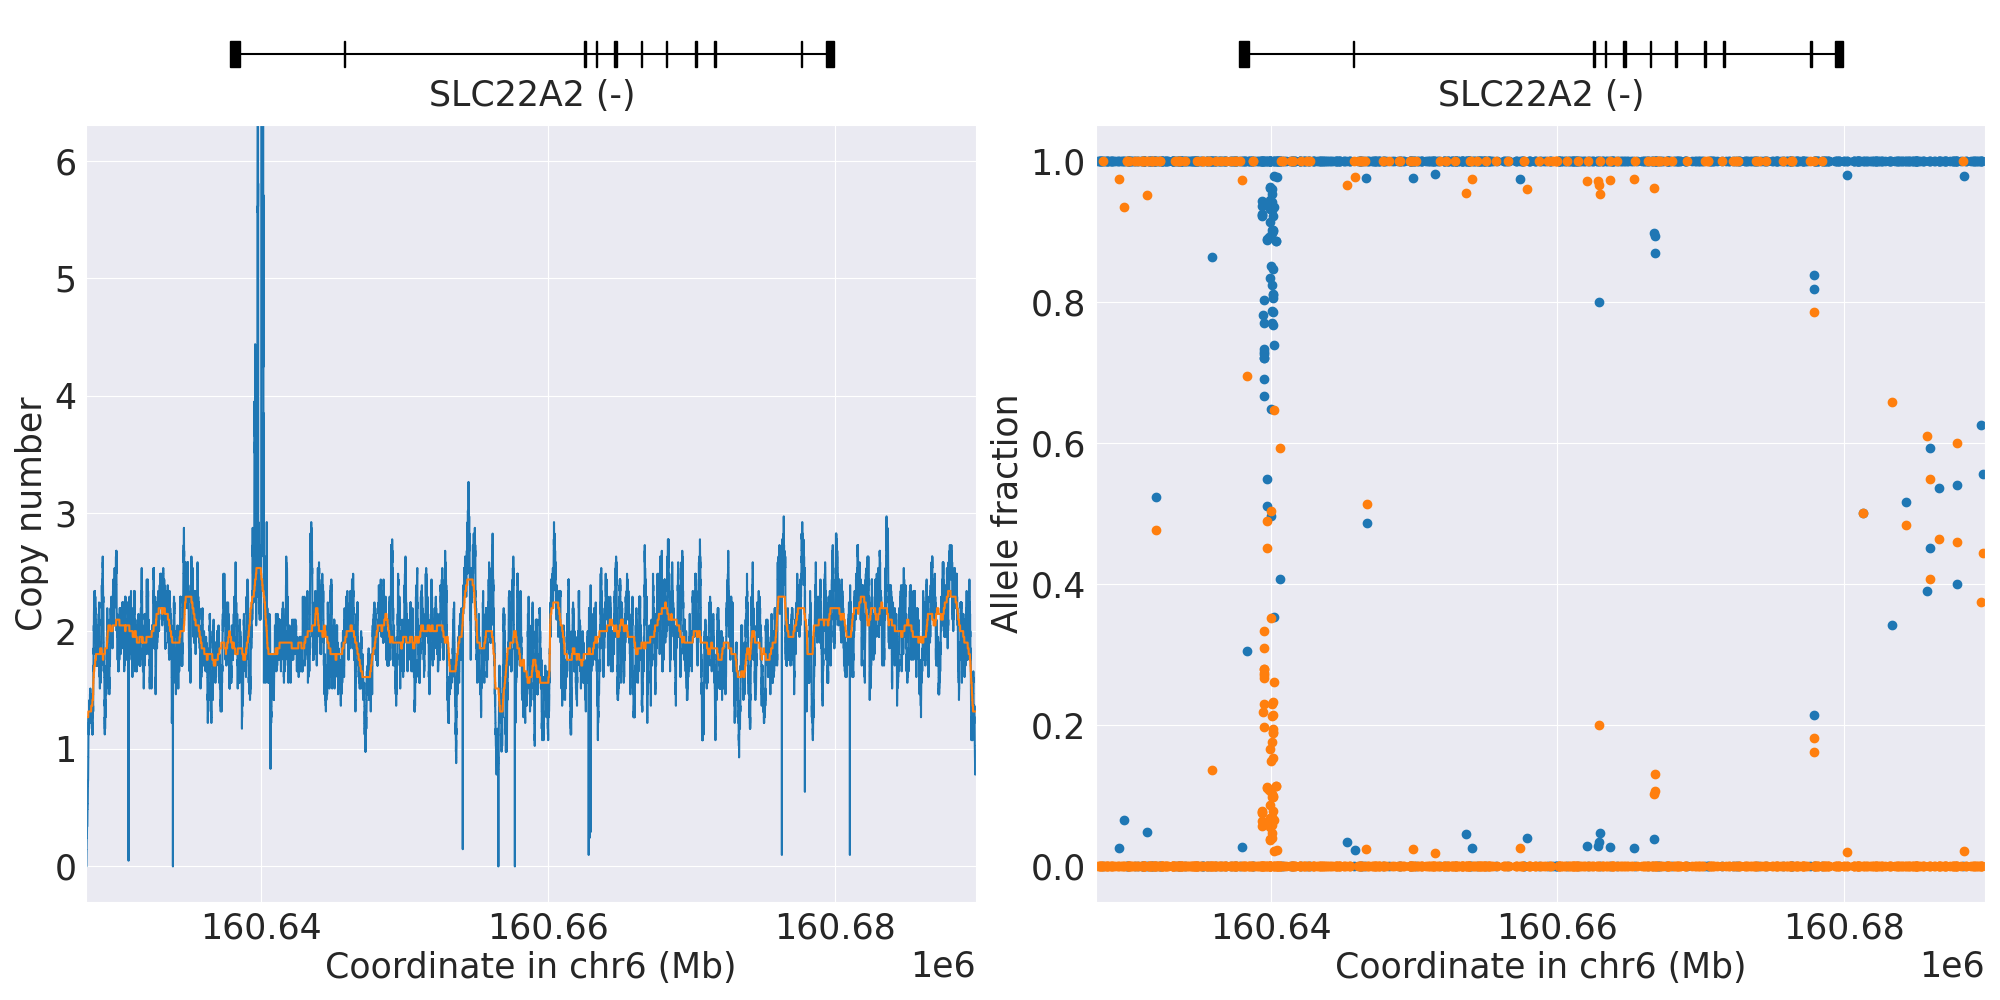 SLC22A2 (-)
SLC22A2 (-)
Copy number
6
5
4
3
2
1
0
160.64
160.66
160.68
Coordinate in chr6 (Mb)
1e6
Allele fraction
1.0
0.8
0.6
0.4
0.2
0.0
160.64
160.66
160.68
Coordinate in chr6 (Mb)
1e6